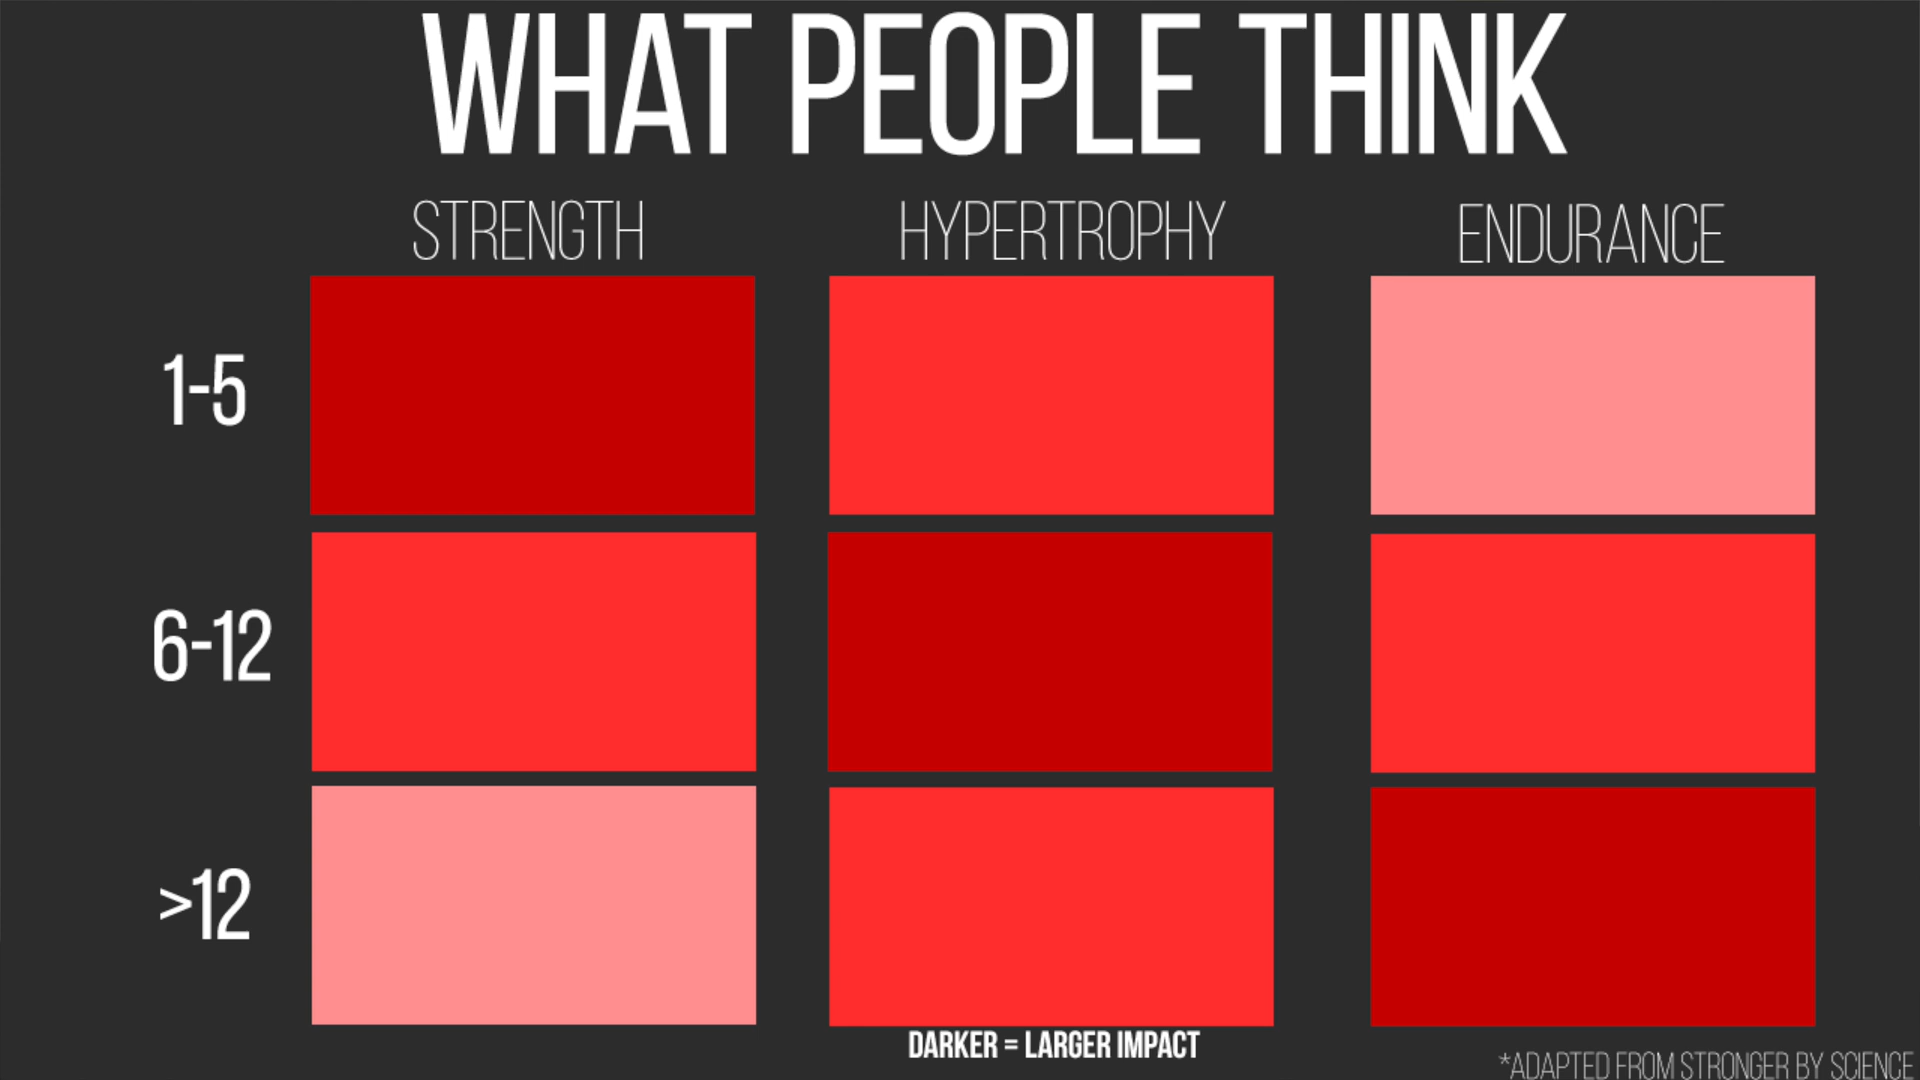 WHAT PEOPLE THINK
STRENGTH HYPERTROPHY ENDURANCE
1-5
6-12
>12
DARKER = LARGER IMPACT
*ADAPTED FROM STRONGER BY SCIENCE